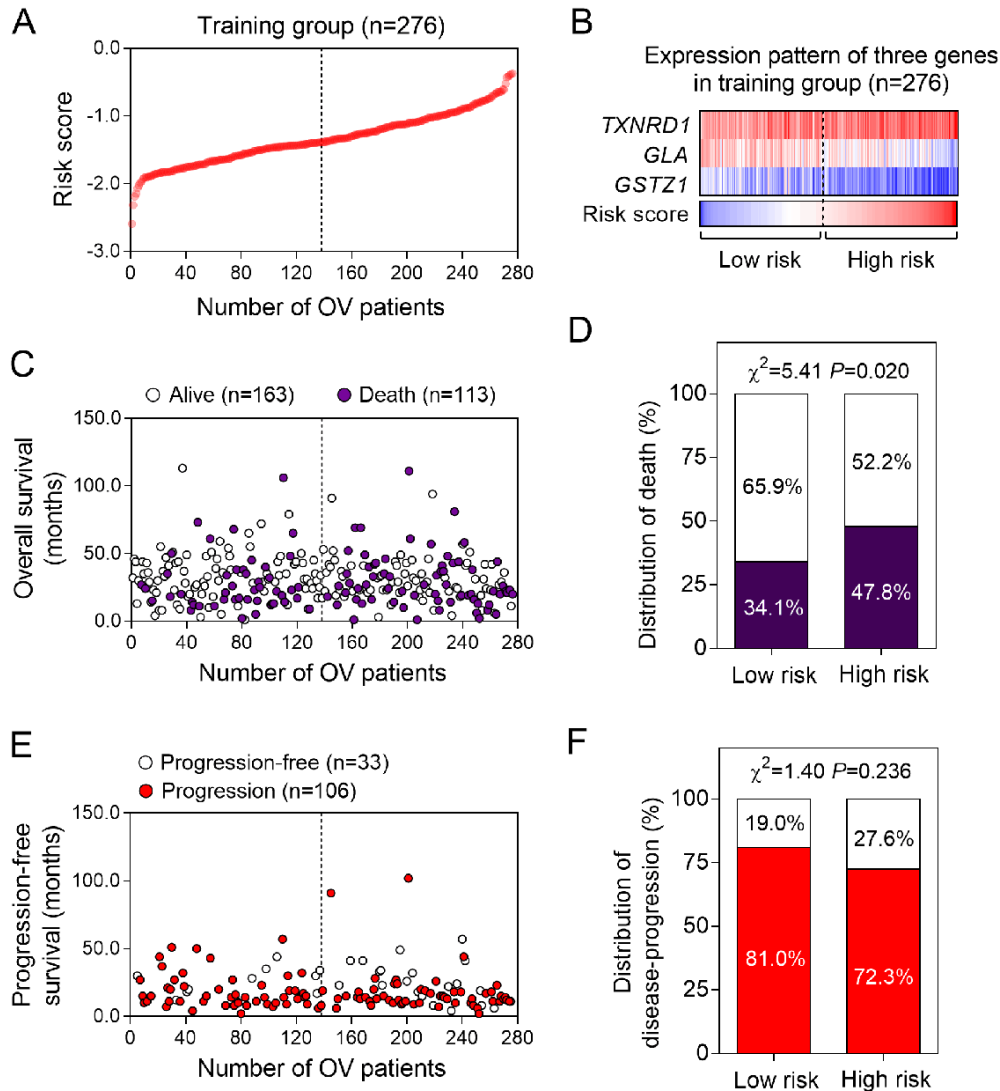 A
Training group (n=276)
0.0
-1.0
-2.0
-3.0
Risk score
0 40 80 120 160 200 240 280
Number of OV patients
B
Expression pattern of three genes
in training group (n=276)
TXNRD1
GLA
GSTZ1
Risk score
Low risk High risk
C
Alive (n=163) Death (n=113)
150.0
100.0
50.0
0.0
Overall survival
(months)
0 40 80 120 160 200 240 280
Number of OV patients
D
χ²=5.41 P=0.020
100
75
50
25
0
Distribution of death (%)
65.9% 52.2%
34.1% 47.8%
Low risk High risk
E
Progression-free (n=33)
Progression (n=106)
150.0
100.0
50.0
0.0
Progression-free
survival (months)
0 40 80 120 160 200 240 280
Number of OV patients
F
χ²=1.40 P=0.236
100
75
50
25
0
Distribution of
disease-progression (%)
19.0% 27.6%
81.0% 72.3%
Low risk High risk